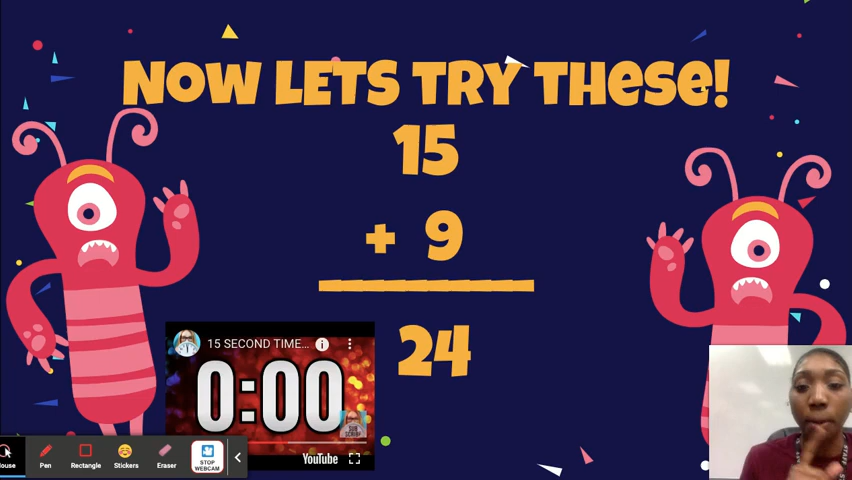 NOW LETS TRY THese!
15
+ 9
24
15 SECOND TIME...
0:00
YouTube
Mouse
Pen
Rectangle
Stickers
Eraser
STOP
WEBCAM